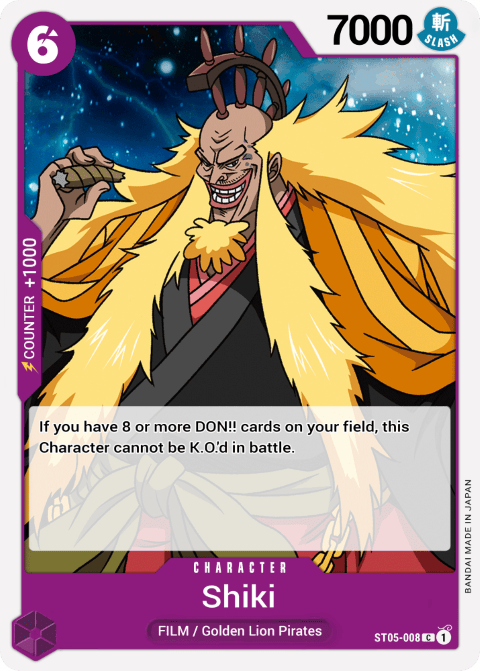 6
7000
斬
SLASH
COUNTER +1000
If you have 8 or more DON!! cards on your field, this
Character cannot be K.O.'d in battle.
BANDAI MADE IN JAPAN
CHARACTER
Shiki
FILM / Golden Lion Pirates
ST05-008 C 1